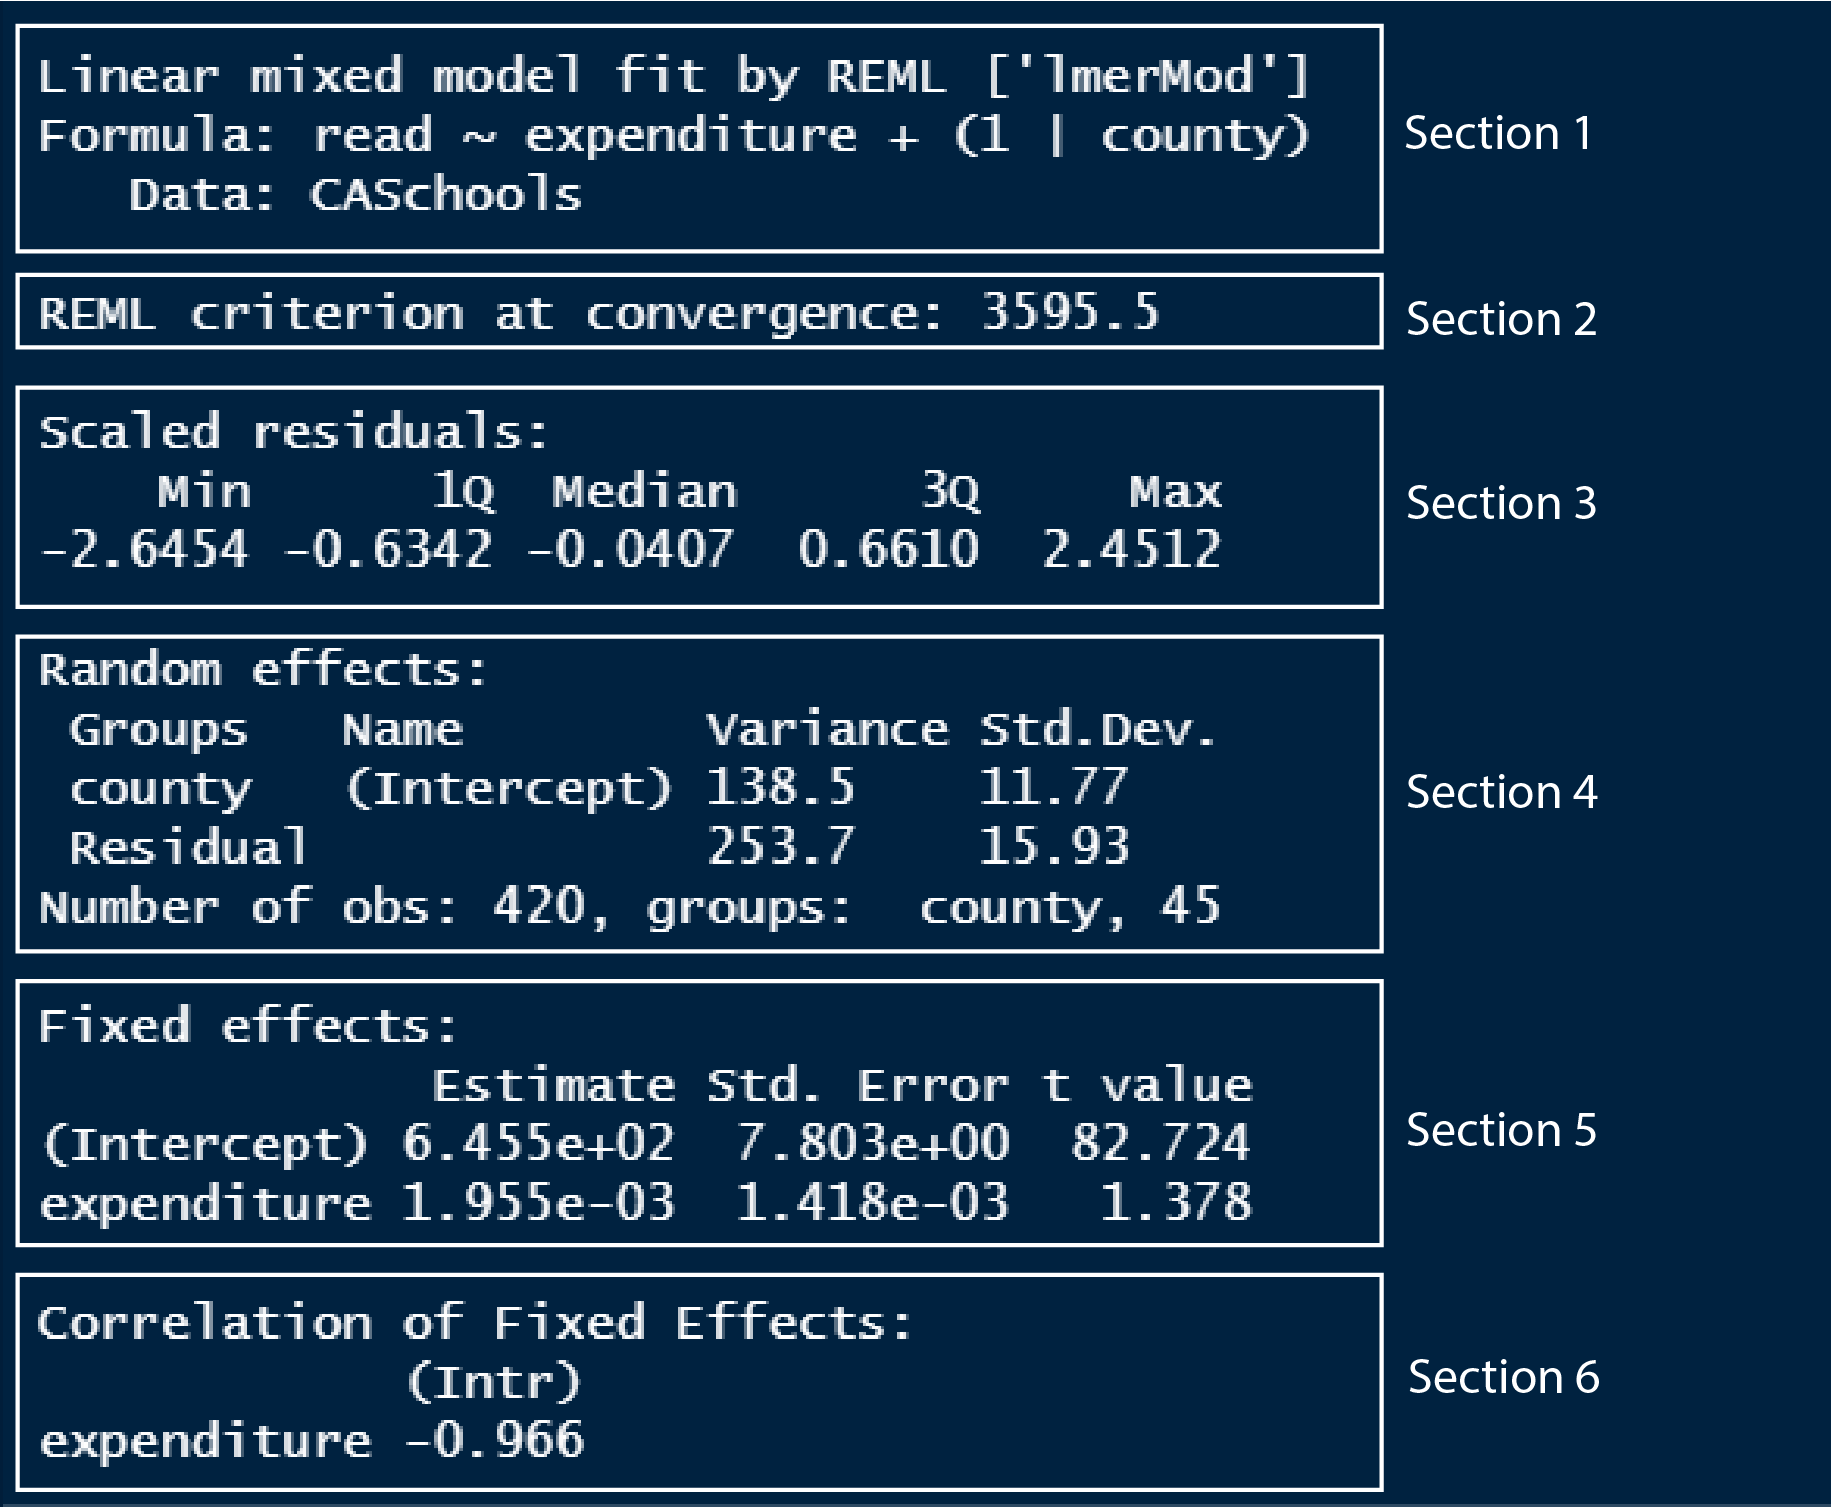 Linear mixed model fit by REML ['lmerMod']
Formula: read ~ expenditure + (1 | county)
Data: CASchools
Section 1
REML criterion at convergence: 3595.5
Section 2
Scaled residuals:
Min 1Q Median 3Q Max
-2.6454 -0.6342 -0.0407 0.6610 2.4512
Section 3
Random effects:
Groups Name Variance Std.Dev.
county (Intercept) 138.5 11.77
Residual 253.7 15.93
Number of obs: 420, groups: county, 45
Section 4
Fixed effects:
Estimate Std. Error t value
(Intercept) 6.455e+02 7.803e+00 82.724
expenditure 1.955e-03 1.418e-03 1.378
Section 5
Correlation of Fixed Effects:
(Intr)
expenditure -0.966
Section 6